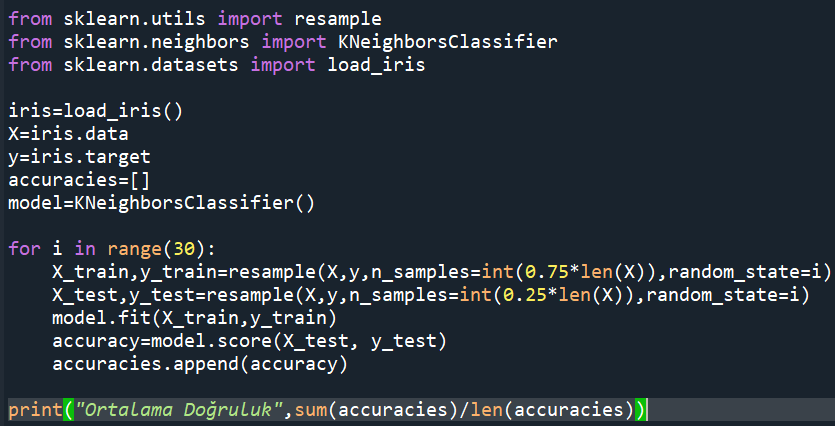 from sklearn.utils import resample
from sklearn.neighbors import KNeighborsClassifier
from sklearn.datasets import load_iris

iris=load_iris()
X=iris.data
y=iris.target
accuracies=[]
model=KNeighborsClassifier()

for i in range(30):
    X_train,y_train=resample(X,y,n_samples=int(0.75*len(X)),random_state=i)
    X_test,y_test=resample(X,y,n_samples=int(0.25*len(X)),random_state=i)
    model.fit(X_train,y_train)
    accuracy=model.score(X_test, y_test)
    accuracies.append(accuracy)

print("Ortalama Doğruluk",sum(accuracies)/len(accuracies))